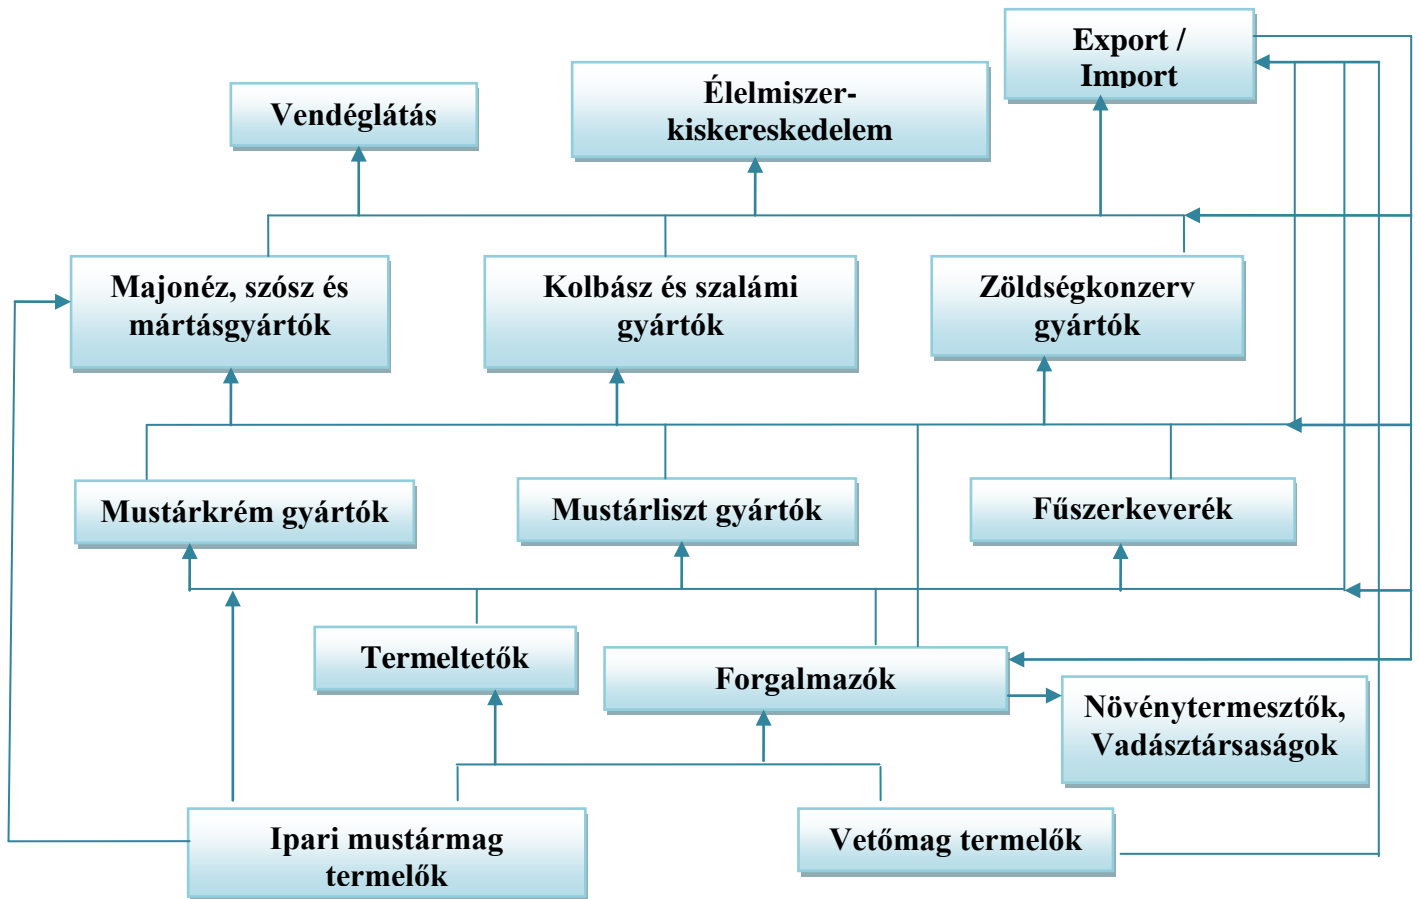 Export /
Import
Vendéglátás
Élelmiszer-
kiskereskedelem
Majonéz, szósz és
mártásgyártók
Kolbász és szalámi
gyártók
Zöldségkonzerv
gyártók
Mustárkrém gyártók
Mustárliszt gyártók
Fűszerkeverék
Termeltetők
Forgalmazók
Növénytermesztők,
Vadásztársaságok
Ipari mustármag
termelők
Vetőmag termelők